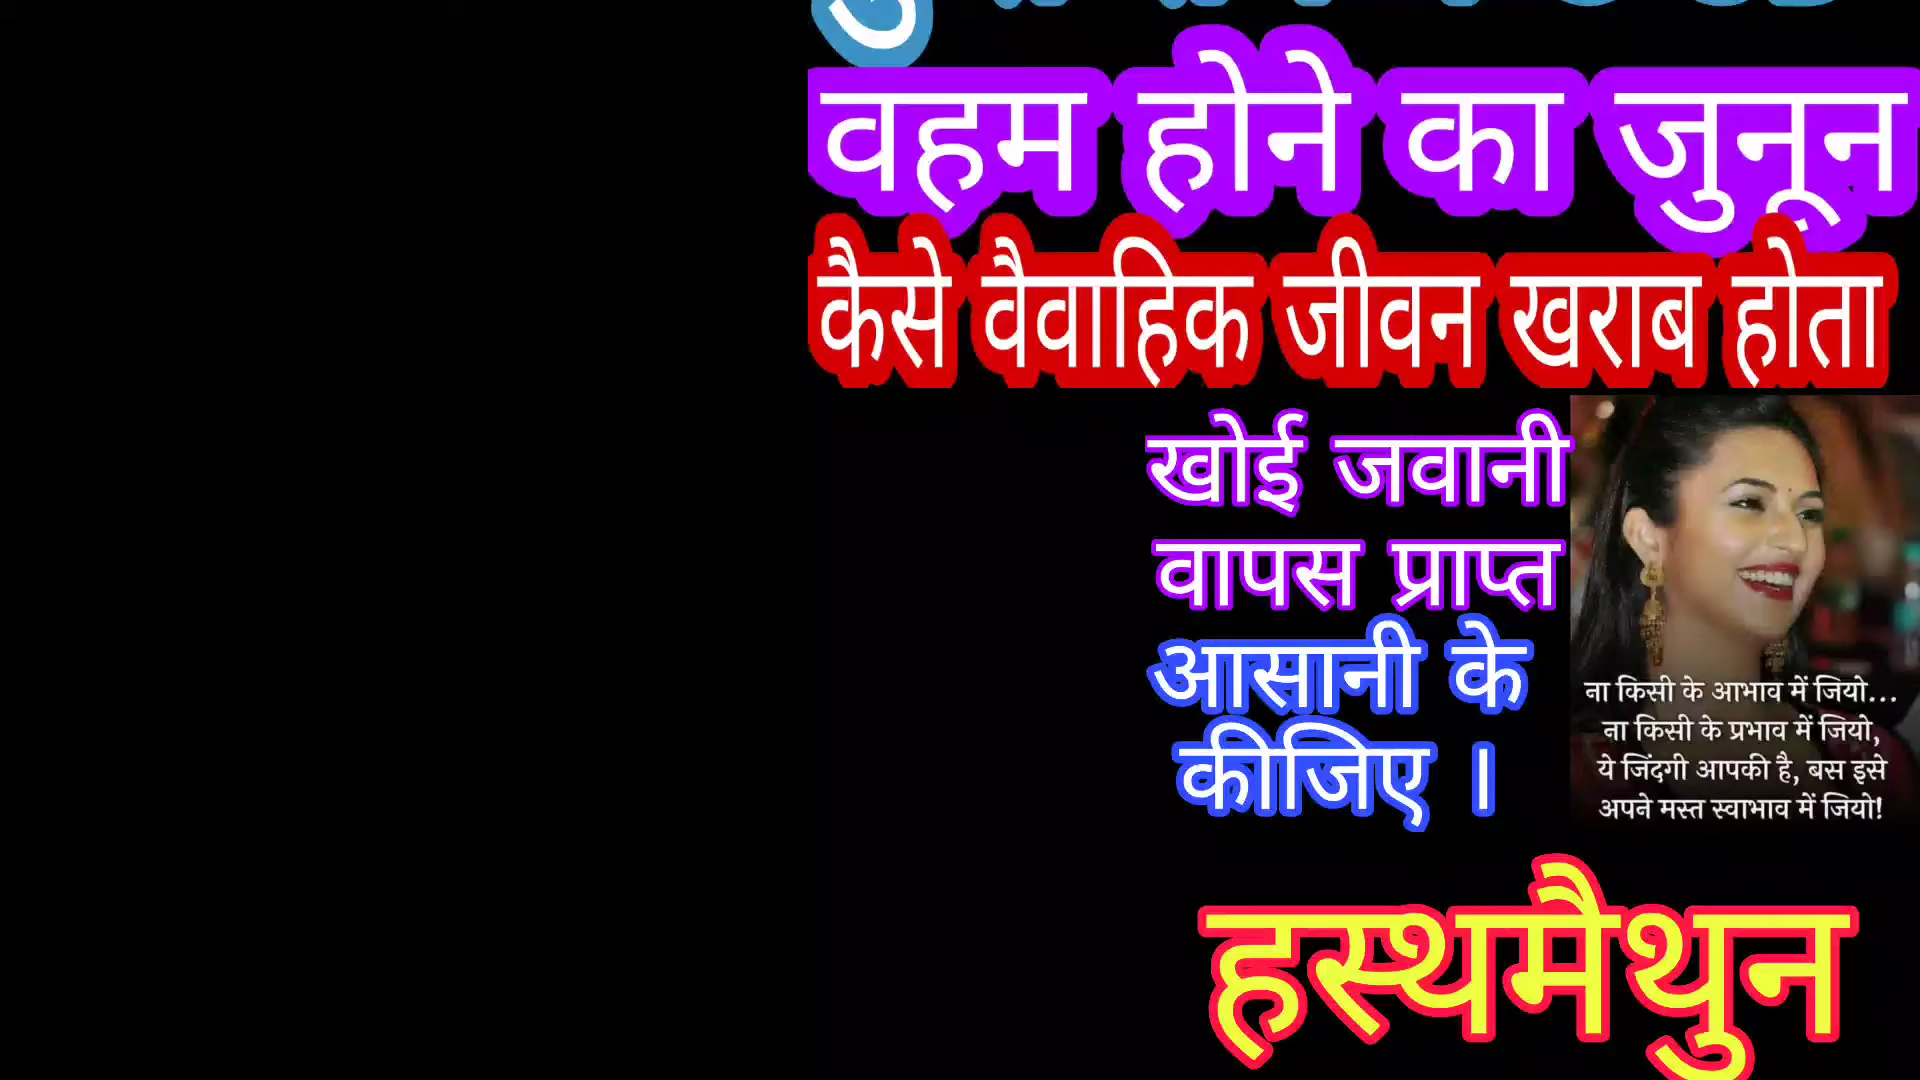 वहम होने का जुनून
कैसे वैवाहिक जीवन खराब होता
खोई जवानी
वापस प्राप्त
आसानी के
कीजिए ।
ना किसी के आभाव में जियो...
ना किसी के प्रभाव में जियो,
ये जिंदगी आपकी है, बस इसे
अपने मस्त स्वाभाव में जियो!
हस्थमैथुन